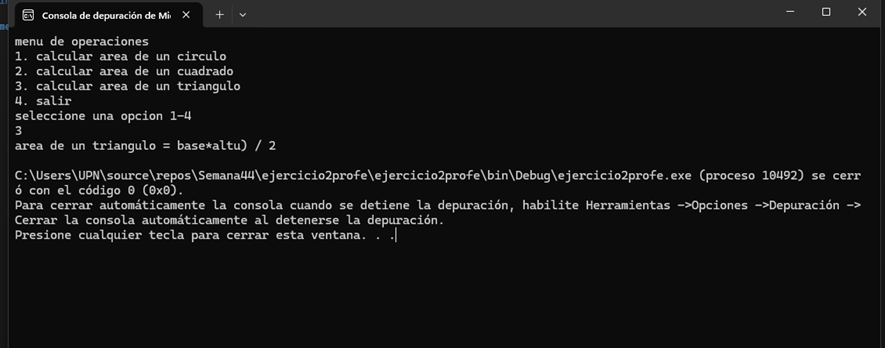 Consola de depuración de Mi
menu de operaciones
1. calcular area de un circulo
2. calcular area de un cuadrado
3. calcular area de un triangulo
4. salir
seleccione una opcion 1-4
3
area de un triangulo = base*altu) / 2
C:\Users\UPN\source\repos\Semana44\ejercicio2profe\ejercicio2profe\bin\Debug\ejercicio2profe.exe (proceso 10492) se cerr
ó con el código 0 (0x0).
Para cerrar automáticamente la consola cuando se detiene la depuración, habilite Herramientas ->Opciones ->Depuración ->
Cerrar la consola automáticamente al detenerse la depuración.
Presione cualquier tecla para cerrar esta ventana. . .